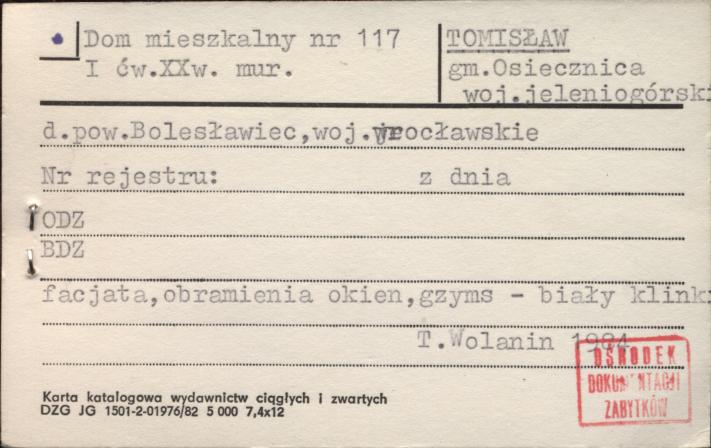 Dom mieszkalny nr 117
I ćw.XXw. mur.
TOMISŁAW
gm.Osiecznica
woj.jeleniogórski
d.pow.Bolesławiec,woj.wrocławskie
Nr rejestru: z dnia
ODZ
BDZ
facjata,obramienia okien,gzyms - biały klink
T.Wolanin 1984
OŚRODEK
DOKUMENTACJI
ZABYTKÓW
Karta katalogowa wydawnictw ciągłych i zwartych
DZG JG 1501-2-01976/82 5 000 7,4x12